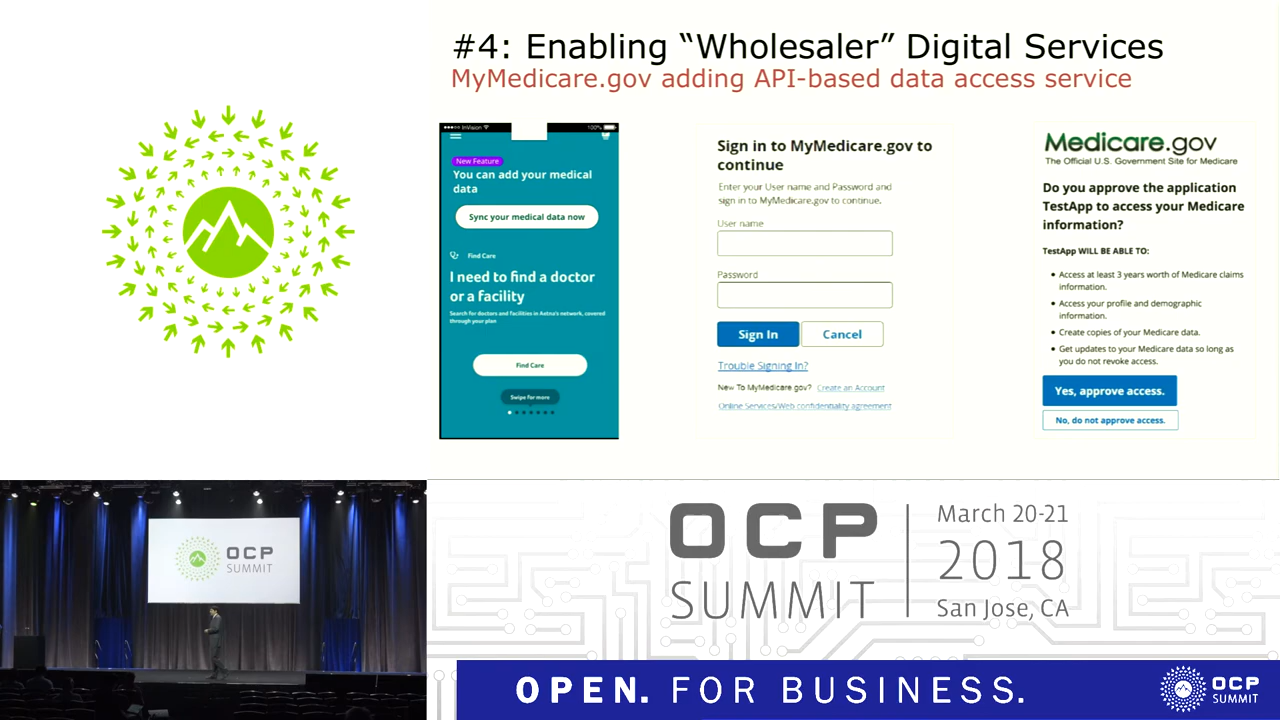 #4: Enabling “Wholesaler” Digital Services
MyMedicare.gov adding API-based data access service
InVision
100%
New Feature
You can add your medical
data
Sync your medical data now
Find Care
I need to find a doctor
or a facility
Search for doctors and facilities in Aetna's network, covered
through your plan
Find Care
Swipe for more
Sign in to MyMedicare.gov to
continue
Enter your User name and Password and
sign in to MyMedicare.gov to continue.
User name
Password
Sign In
Cancel
Trouble Signing In?
New To MyMedicare gov? Create an Account
Online Services/Web confidentiality agreement
Medicare.gov
The Official U.S. Government Site for Medicare
Do you approve the application
TestApp to access your Medicare
information?
TestApp WILL BE ABLE TO:
• Access at least 3 years worth of Medicare claims
information.
• Access your profile and demographic
information.
• Create copies of your Medicare data.
• Get updates to your Medicare data so long as
you do not revoke access.
Yes, approve access.
No, do not approve access.
OCP
SUMMIT
OCP
SUMMIT
March 20-21
2018
San Jose, CA
OPEN. FOR BUSINESS.
OCP
SUMMIT